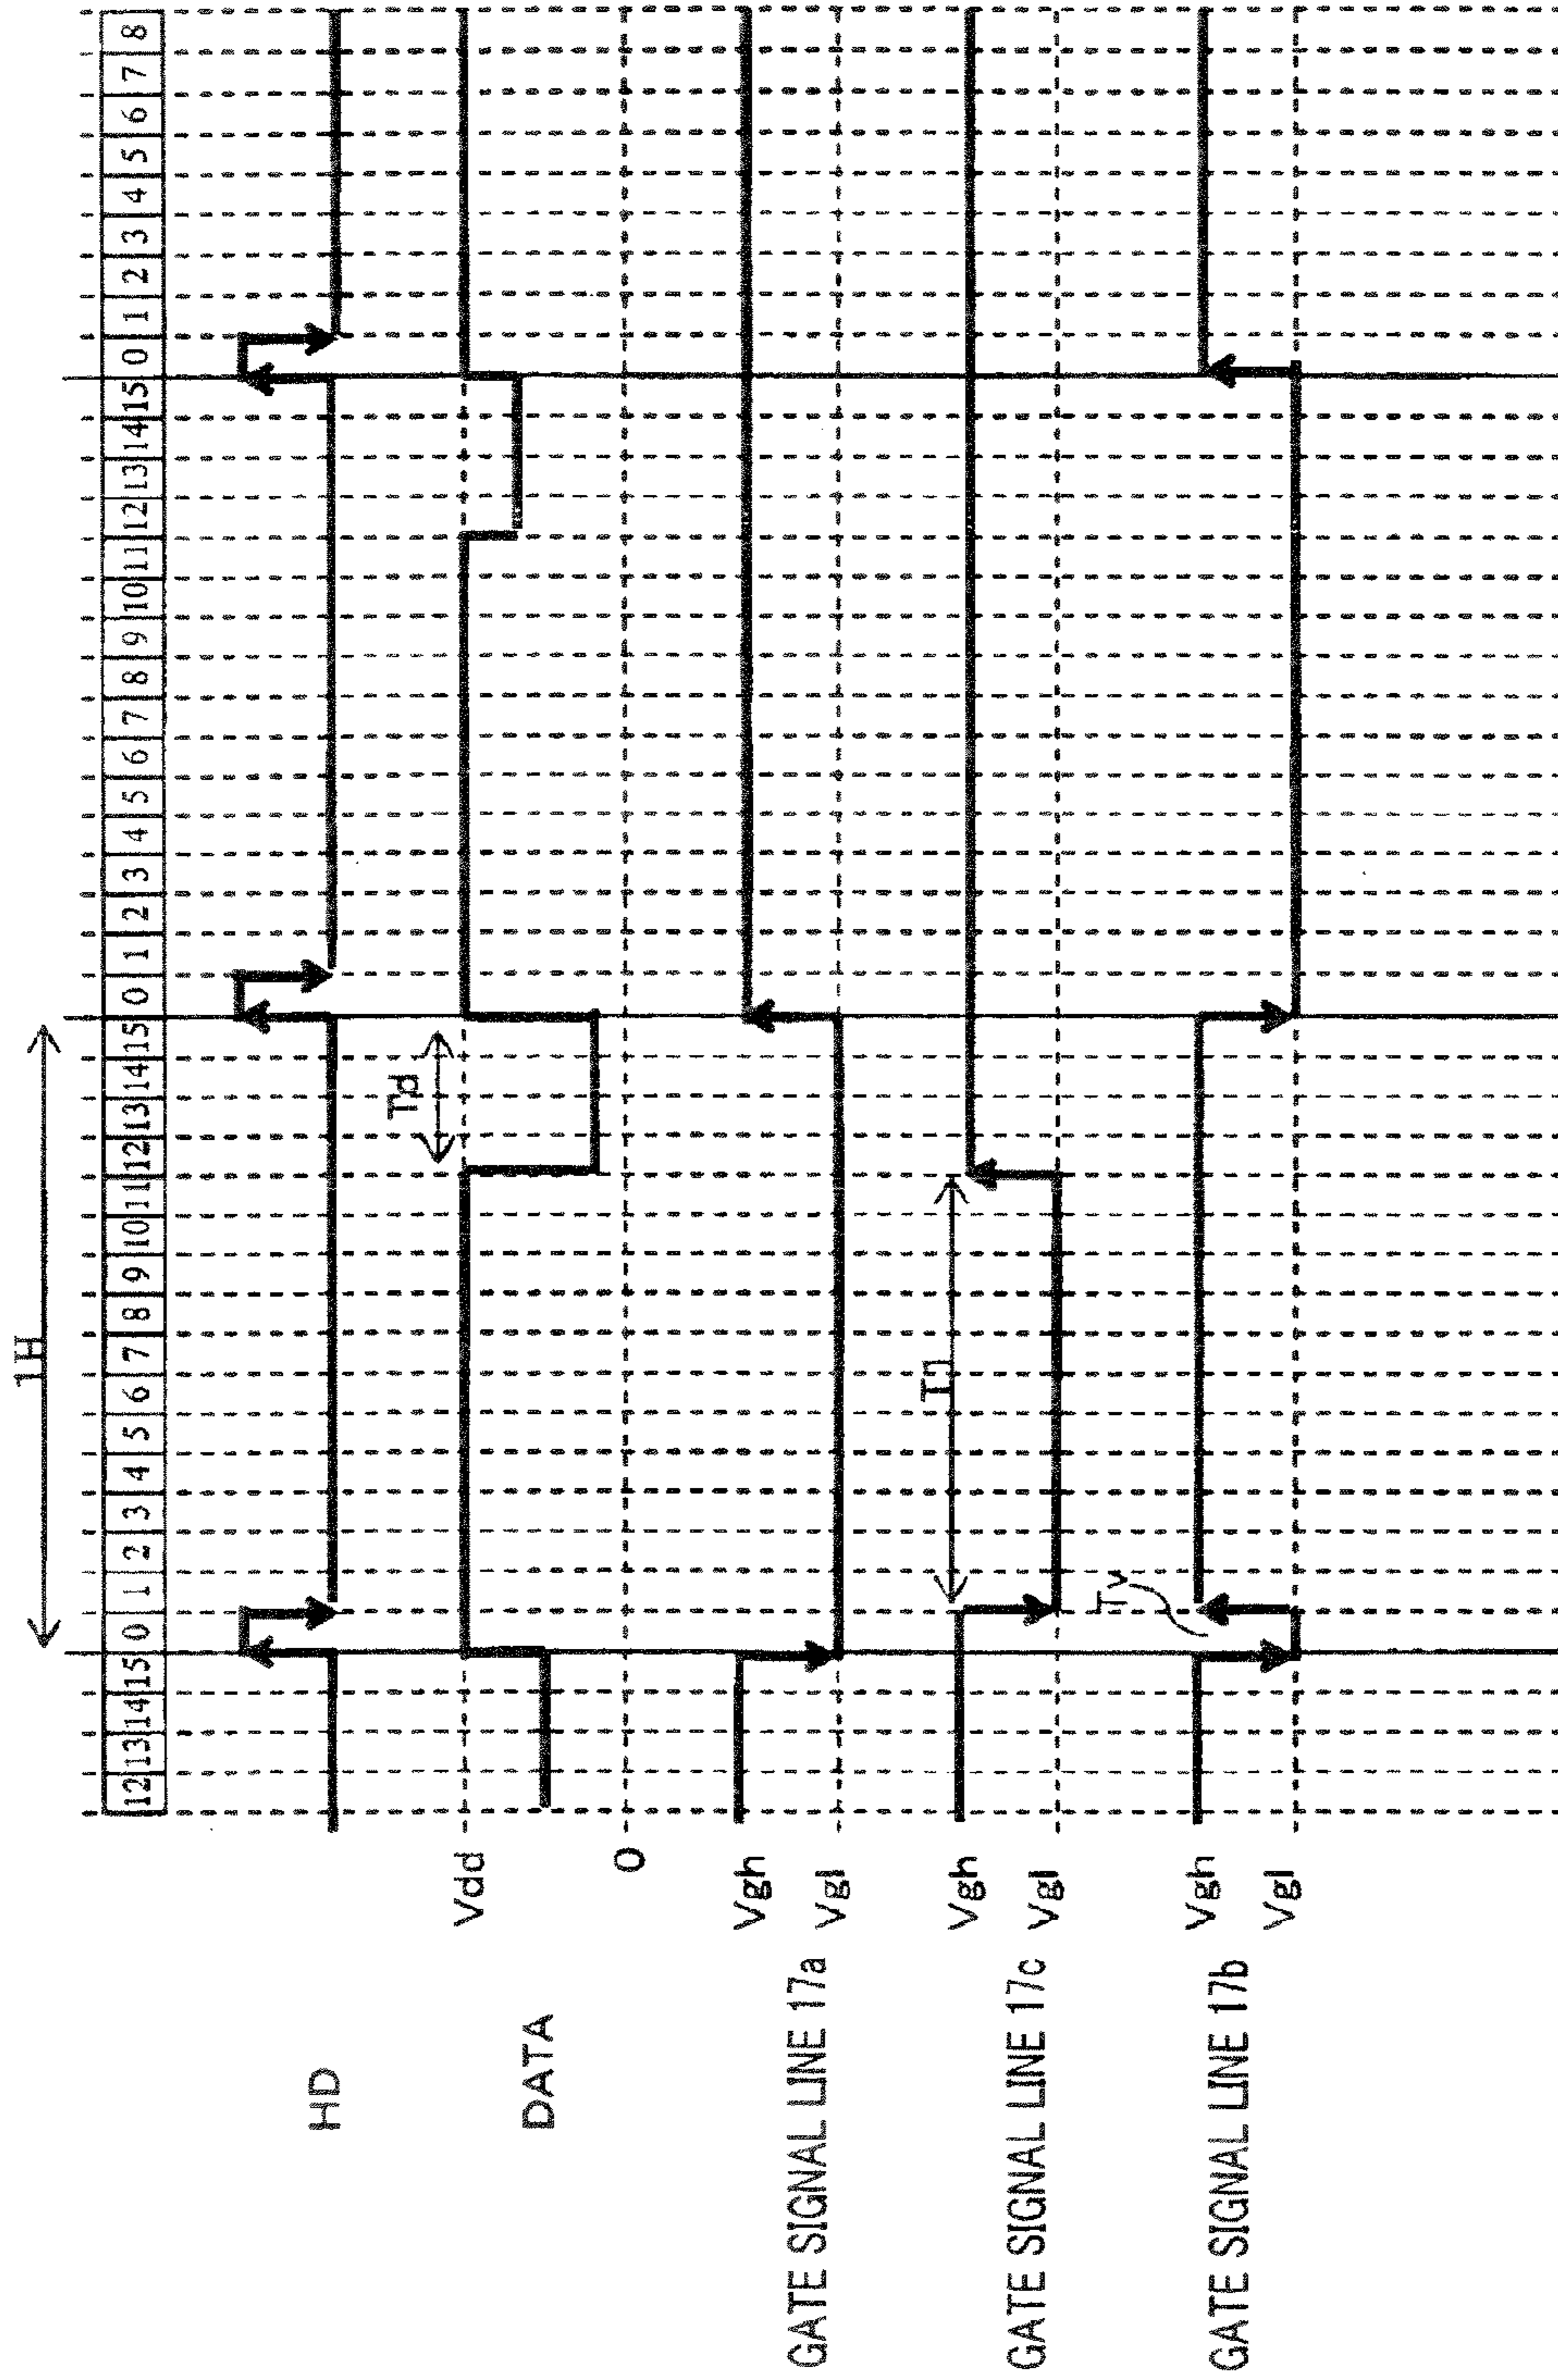 1H
12 13 14 15 0 1 2 3 4 5 6 7 8 9 10 11 12 13 14 15 0 1 2 3 4 5 6 7 8 9 10 11 12 13 14 15 0 1 2 3 4 5 6 7 8
HD
Vdd
Td
DATA
0
Vgh
GATE SIGNAL LINE 17a
Vgl
T1
Vgh
GATE SIGNAL LINE 17c
Vgl
Tv
Vgh
GATE SIGNAL LINE 17b
Vgl